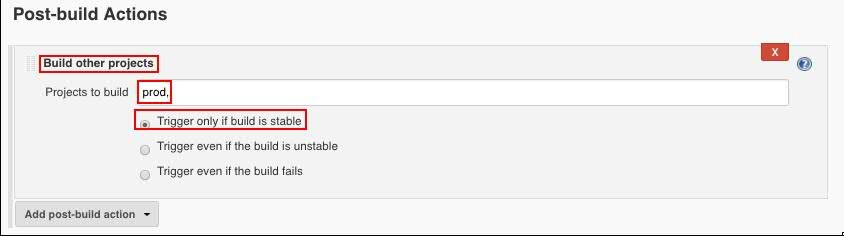 Post-build Actions
X
Build other projects
?
Projects to build prod,
Trigger only if build is stable
Trigger even if the build is unstable
Trigger even if the build fails
Add post-build action